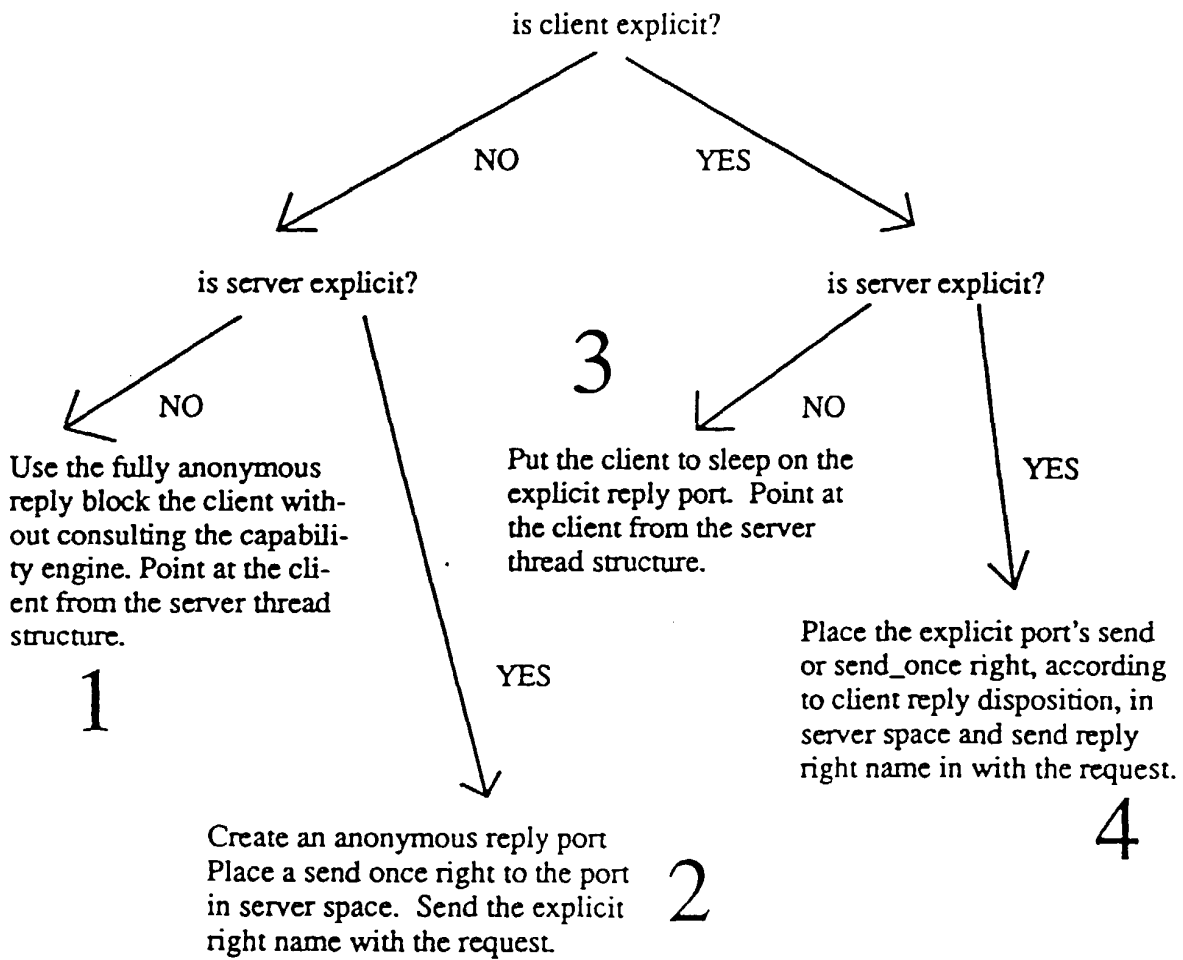 is client explicit?
NO
YES
is server explicit?
is server explicit?
3
NO
NO
YES
Use the fully anonymous
reply block the client with-
out consulting the capabili-
ty engine. Point at the cli-
ent from the server thread
structure.
1
Put the client to sleep on the
explicit reply port. Point at
the client from the server
thread structure.
YES
Place the explicit port's send
or send_once right, according
to client reply disposition, in
server space and send reply
right name in with the request.
4
Create an anonymous reply port
Place a send once right to the port
in server space. Send the explicit
right name with the request.
2